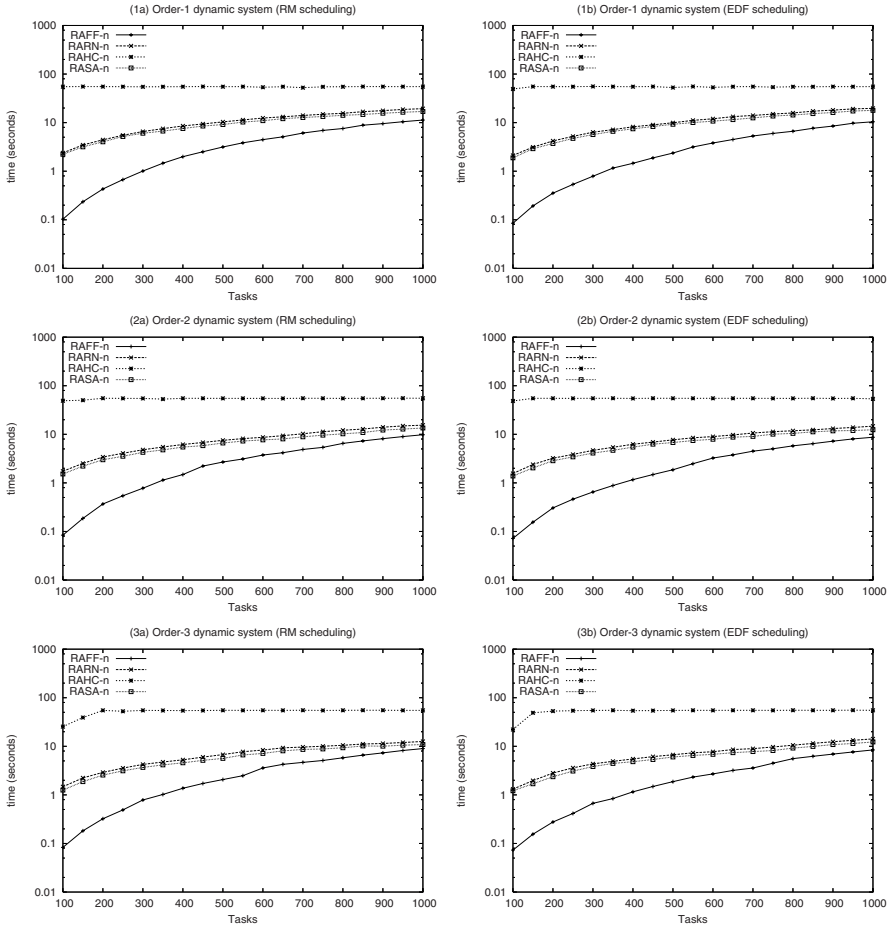 (1a) Order-1 dynamic system (RM scheduling)
1000
100
10
1
0.1
0.01
time (seconds)
RAFF-n
RARN-n
RAHC-n
RASA-n
100 200 300 400 500 600 700 800 900 1000
Tasks
(1b) Order-1 dynamic system (EDF scheduling)
1000
100
10
1
0.1
0.01
time (seconds)
RAFF-n
RARN-n
RAHC-n
RASA-n
100 200 300 400 500 600 700 800 900 1000
Tasks
(2a) Order-2 dynamic system (RM scheduling)
1000
100
10
1
0.1
0.01
time (seconds)
RAFF-n
RARN-n
RAHC-n
RASA-n
100 200 300 400 500 600 700 800 900 1000
Tasks
(2b) Order-2 dynamic system (EDF scheduling)
1000
100
10
1
0.1
0.01
time (seconds)
RAFF-n
RARN-n
RAHC-n
RASA-n
100 200 300 400 500 600 700 800 900 1000
Tasks
(3a) Order-3 dynamic system (RM scheduling)
1000
100
10
1
0.1
0.01
time (seconds)
RAFF-n
RARN-n
RAHC-n
RASA-n
100 200 300 400 500 600 700 800 900 1000
Tasks
(3b) Order-3 dynamic system (EDF scheduling)
1000
100
10
1
0.1
0.01
time (seconds)
RAFF-n
RARN-n
RAHC-n
RASA-n
100 200 300 400 500 600 700 800 900 1000
Tasks